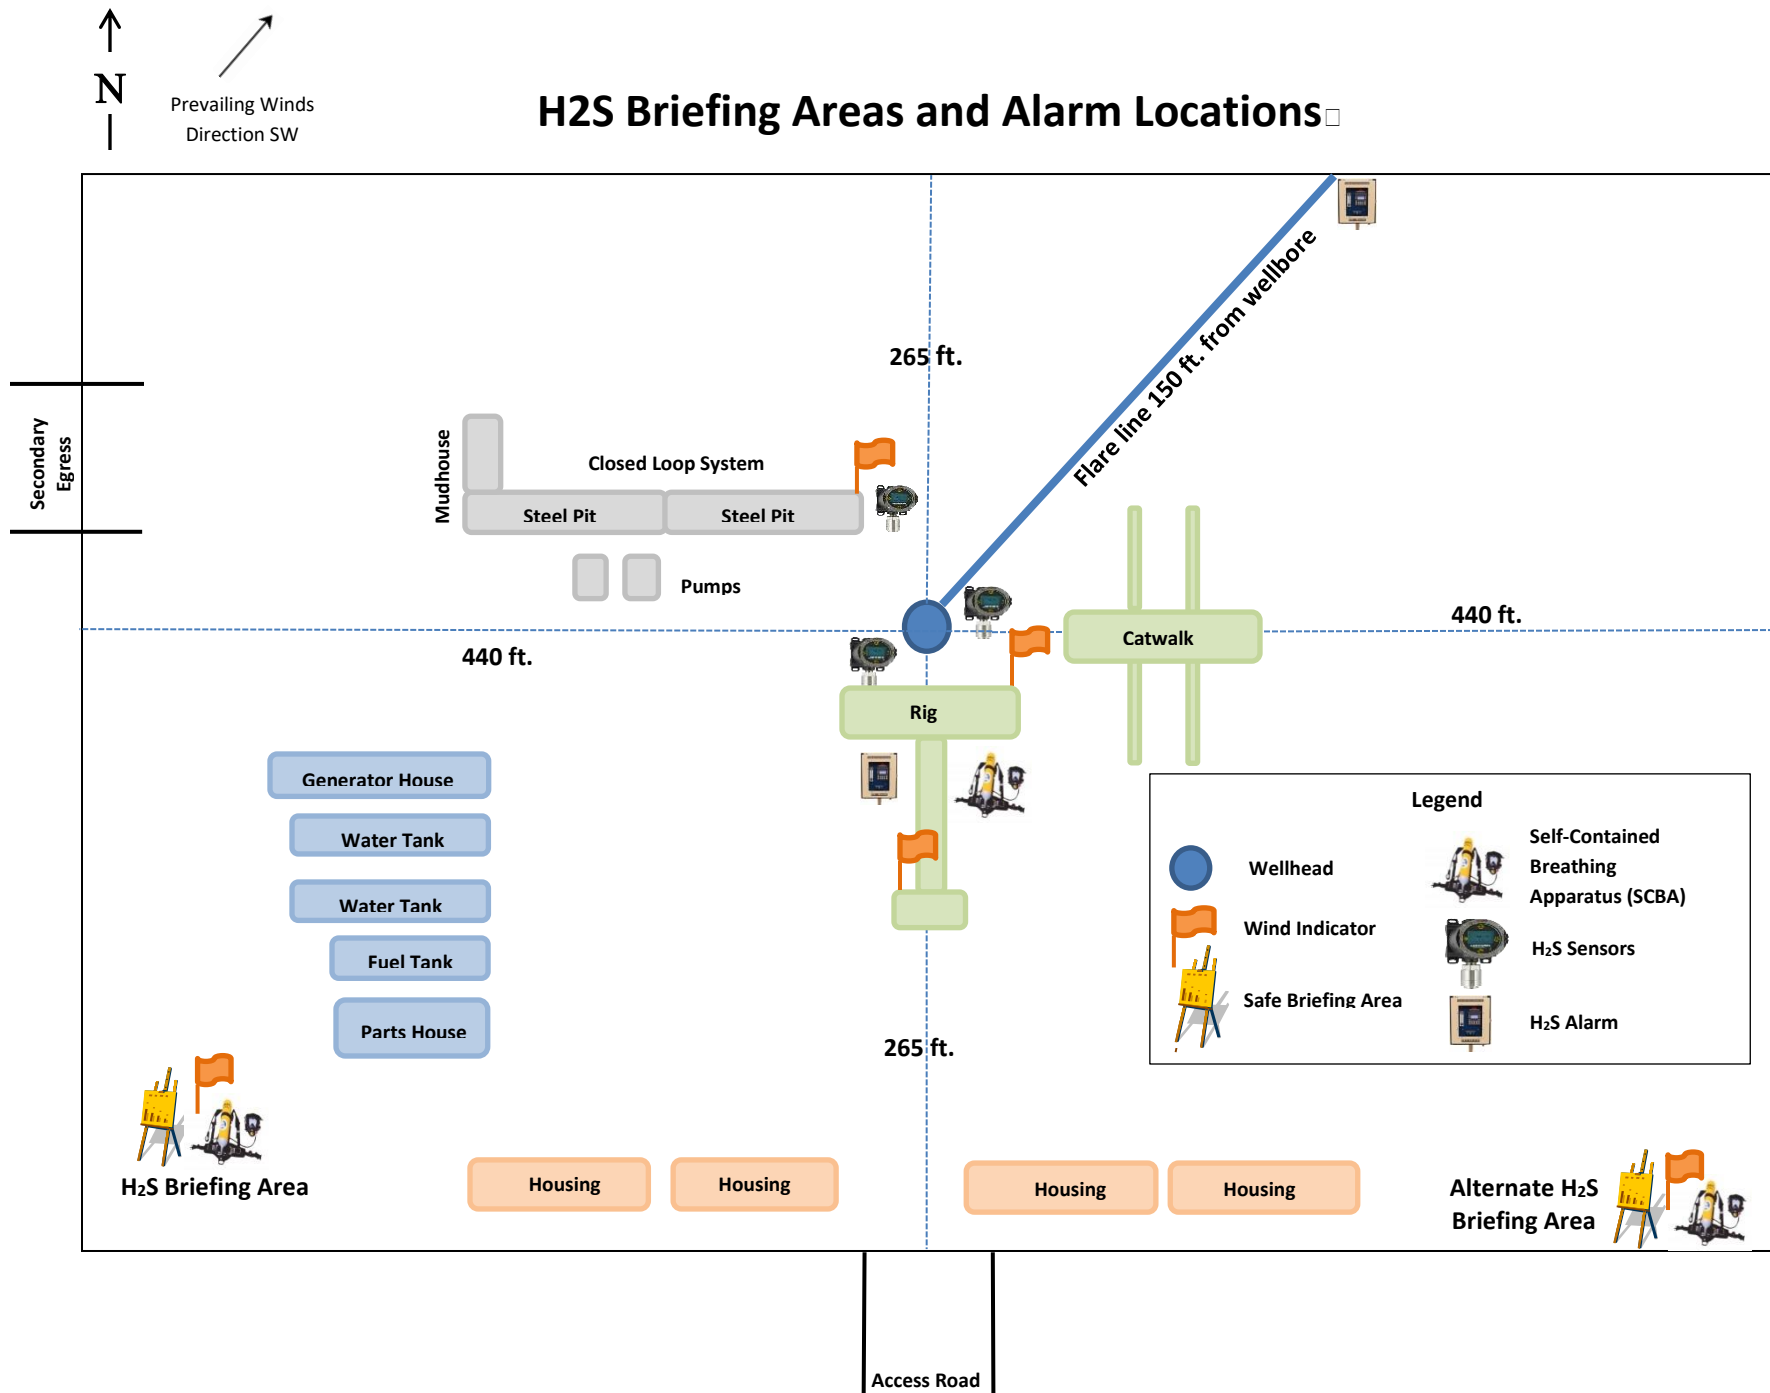 N
Prevailing Winds
Direction SW
H2S Briefing Areas and Alarm Locations
Flare line 150 ft. from wellbore
265 ft.
Secondary
Egress
Mudhouse
Closed Loop System
Steel Pit
Steel Pit
Pumps
440 ft.
440 ft.
Catwalk
Rig
Generator House
Water Tank
Water Tank
Fuel Tank
Parts House
265 ft.
Legend
Wellhead
Wind Indicator
Safe Briefing Area
Self-Contained
Breathing
Apparatus (SCBA)
H₂S Sensors
H₂S Alarm
H₂S Briefing Area
Housing
Housing
Housing
Housing
Alternate H₂S
Briefing Area
Access Road